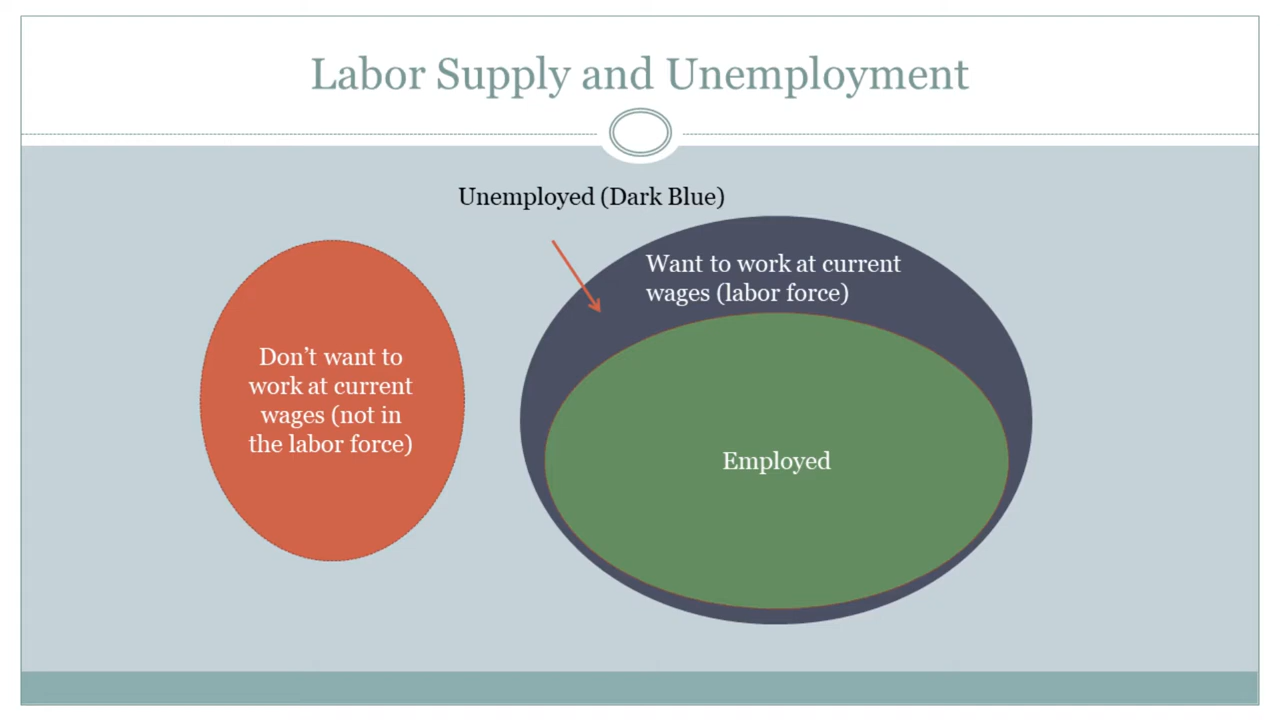 Labor Supply and Unemployment
Unemployed (Dark Blue)
Want to work at current
wages (labor force)
Don’t want to
work at current
wages (not in
the labor force)
Employed